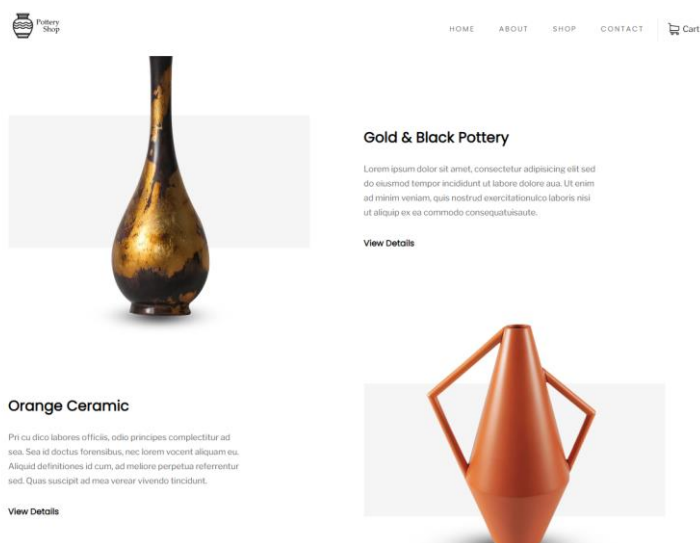 Pottery
Shop
HOME ABOUT SHOP CONTACT Cart
Gold & Black Pottery
Lorem ipsum dolor sit amet, consectetur adipisicing elit sed
do eiusmod tempor incididunt ut labore dolore aua. Ut enim
ad minim veniam, quis nostrud exercitationulco laboris nisi
ut aliquip ex ea commodo consequatuisaute.
View Details
Orange Ceramic
Pri cu dico labores officiis, odio principes complectitur ad
sea. Sea id doctus forensibus, nec lorem vocent aliquam eu.
Aliquid definitiones id cum, ad meliore perpetua referrentur
sed. Quas suscipit ad mea verear vivendo tincidunt.
View Details